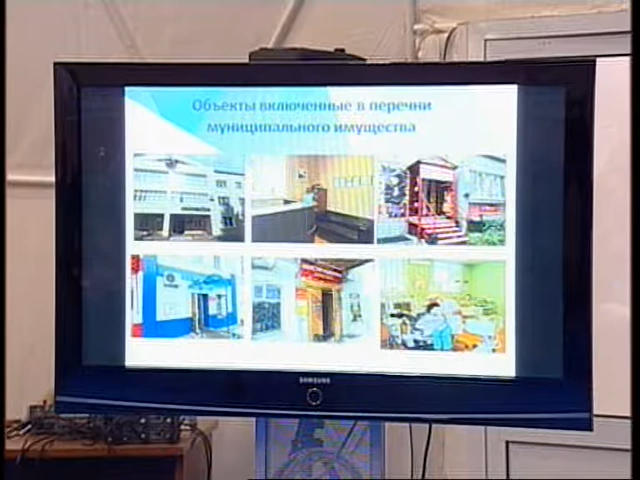 Объекты включенные в перечни
муниципального имущества
SAMSUNG